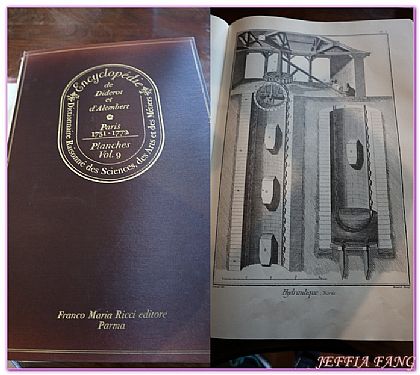 Encyclopédie
de
Diderot
et
d'Alembert
Paris
1751-1772
Planches
Vol. 9
Dictionnaire Raisonné des Sciences, des Arts et des Métiers
Franco Maria Ricci editore
Parma
Hydraulique, Noria.
JEFFIA FANG